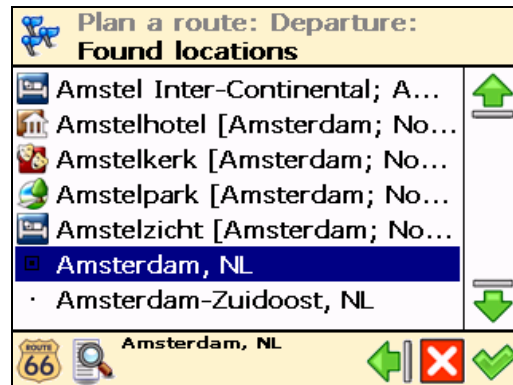 Plan a route: Departure:
Found locations
Amstel Inter-Continental; A...
Amstelhotel [Amsterdam; No...
Amstelkerk [Amsterdam; No...
Amstelpark [Amsterdam; No...
Amstelzicht [Amsterdam; No...
Amsterdam, NL
Amsterdam-Zuidoost, NL
ROUTE
66
Amsterdam, NL